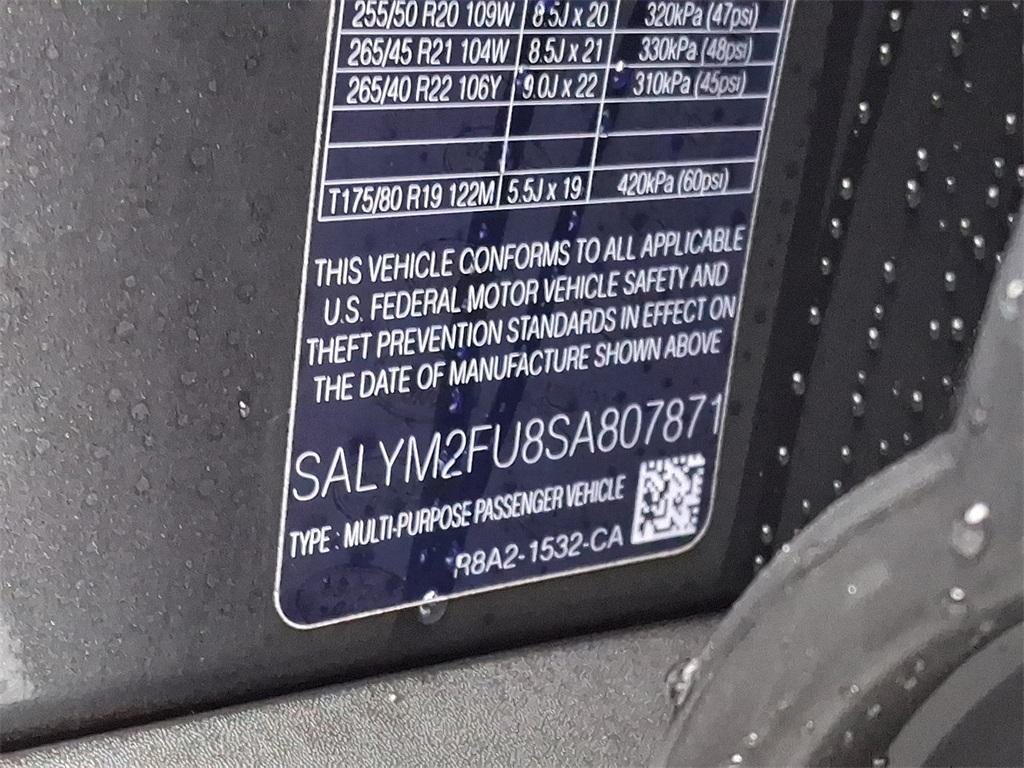 255/50 R20 109W 8.5J x 20 320kPa (47psi)
265/45 R21 104W 8.5J x 21 330kPa (48psi)
265/40 R22 106Y 9.0J x 22 310kPa (45psi)
T175/80 R19 122M 5.5J x 19 420kPa (60psi)
THIS VEHICLE CONFORMS TO ALL APPLICABLE
U.S. FEDERAL MOTOR VEHICLE SAFETY AND
THEFT PREVENTION STANDARDS IN EFFECT ON
THE DATE OF MANUFACTURE SHOWN ABOVE
SALYM2FU8SA807871
TYPE : MULTI-PURPOSE PASSENGER VEHICLE
R8A2-1532-CA